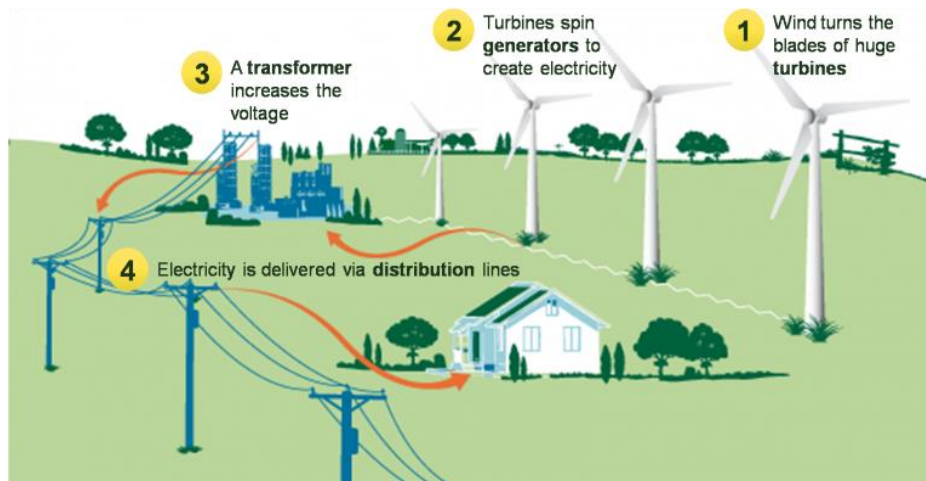 1
Wind turns the
blades of huge
turbines
2
Turbines spin
generators to
create electricity
3
A transformer
increases the
voltage
4
Electricity is delivered via distribution lines